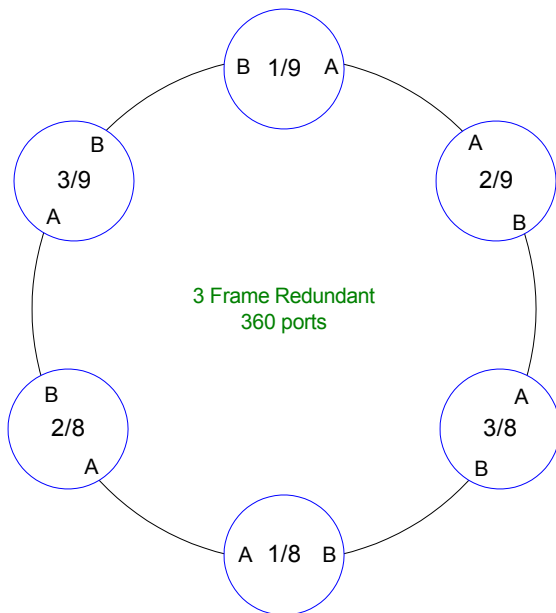 B 1/9 A
B
3/9
A
A
2/9
B
3 Frame Redundant
360 ports
B
2/8
A
A
3/8
B
A 1/8 B